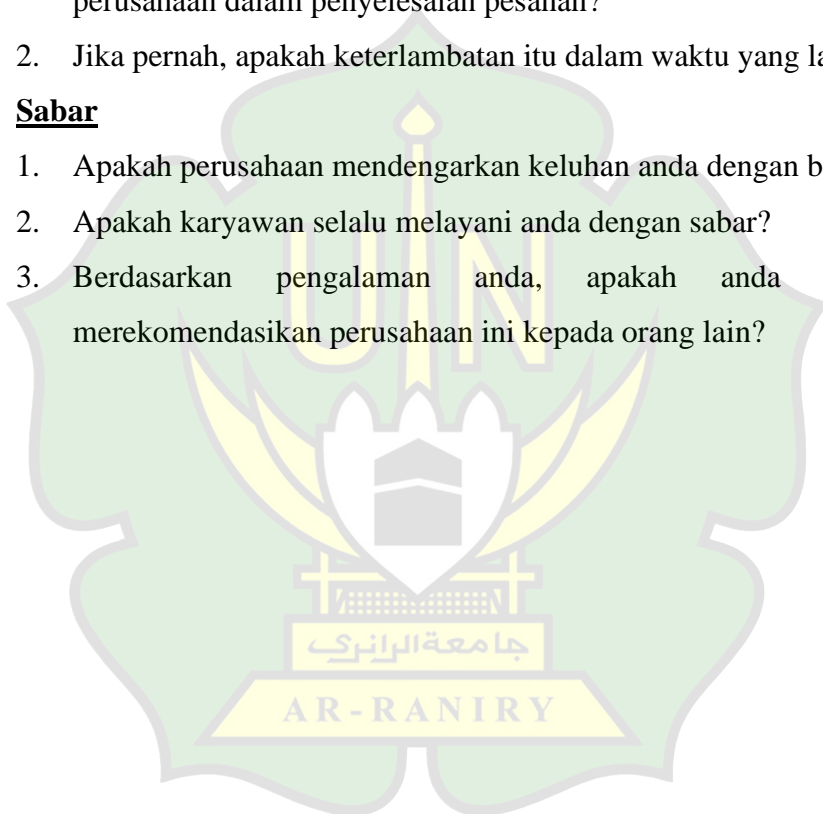 perusahaan dalam penyelesaian pesanan?
2. Jika pernah, apakah keterlambatan itu dalam waktu yang
Sabar
1. Apakah perusahaan mendengarkan keluhan anda dengan
2. Apakah karyawan selalu melayani anda dengan sabar?
3. Berdasarkan pengalaman anda, apakah anda
merekomendasikan perusahaan ini kepada orang lain?
UIN
جامعة الرانري
AR-RANIRY